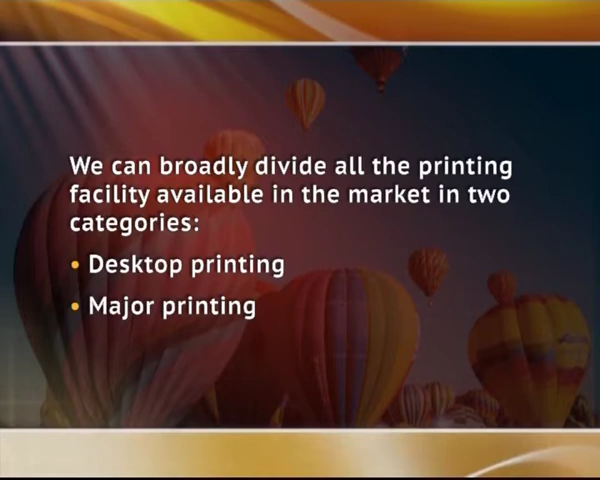 We can broadly divide all the printing
facility available in the market in two
categories:
• Desktop printing
• Major printing